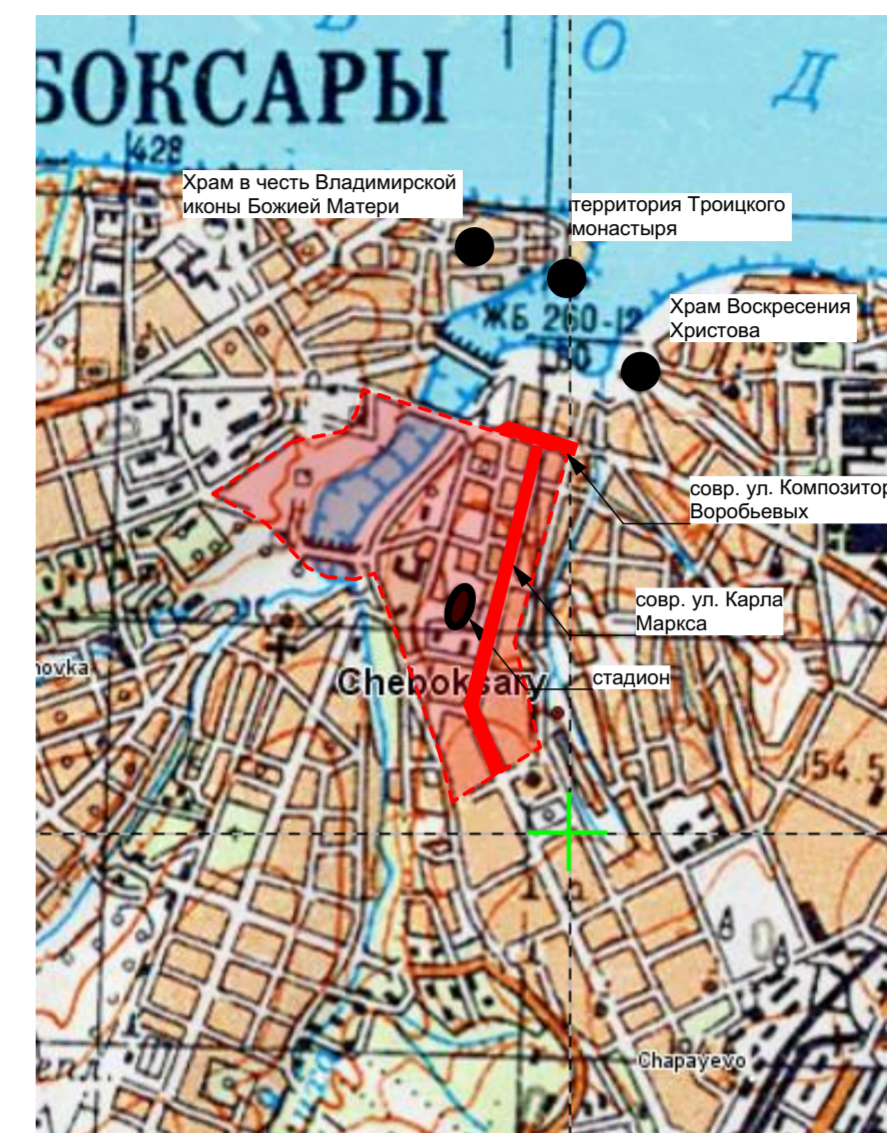 БОКСАРЫ
В
О
Д
428
Храм в честь Владимирской
иконы Божией Матери
территория Троицкого
монастыря
ЖБ 260-12
Храм Воскресения
Христова
совр. ул. Композитор
Воробьевых
совр. ул. Карла
Маркса
стадион
Cheboksary
novka
154.5
Chapayevo